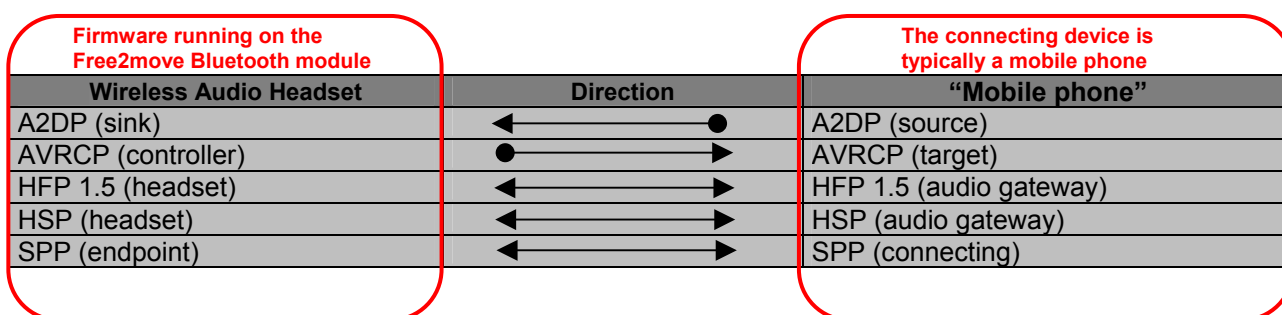 Firmware running on the
Free2move Bluetooth module
The connecting device is
typically a mobile phone
Wireless Audio Headset Direction “Mobile phone”
A2DP (sink) A2DP (source)
AVRCP (controller) AVRCP (target)
HFP 1.5 (headset) HFP 1.5 (audio gateway)
HSP (headset) HSP (audio gateway)
SPP (endpoint) SPP (connecting)